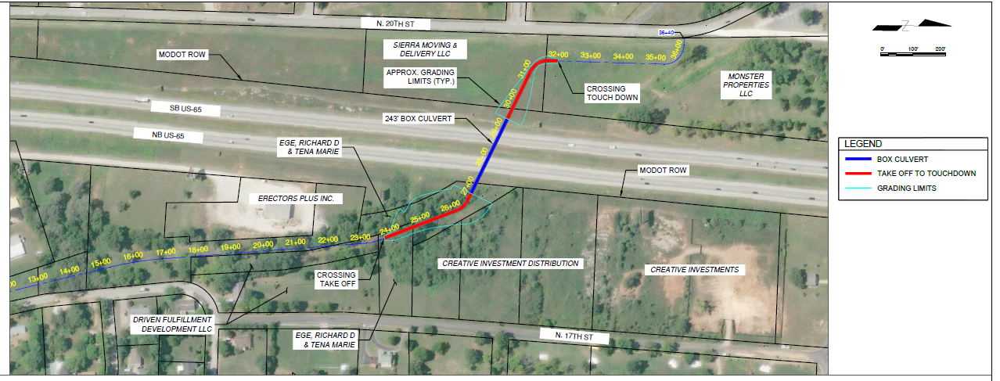 N. 20TH ST
36+40
SIERRA MOVING &
DELIVERY LLC
MODOT ROW
APPROX. GRADING
LIMITS (TYP.)
31+00
32+00
33+00
34+00
35+00
36+00
MONSTER
PROPERTIES
LLC
CROSSING
TOUCH DOWN
30+00
SB US-65
243' BOX CULVERT
29+00
NB US-65
EGE, RICHARD D
& TENA MARIE
28+00
MODOT ROW
27+00
ERECTORS PLUS INC.
26+00
25+00
24+00
23+00
22+00
21+00
20+00
19+00
18+00
17+00
16+00
15+00
14+00
13+00
00
CREATIVE INVESTMENT DISTRIBUTION
CREATIVE INVESTMENTS
CROSSING
TAKE OFF
DRIVEN FULFILLMENT
DEVELOPMENT LLC
EGE, RICHARD D
& TENA MARIE
N. 17TH ST
Z
0' 100' 200'
LEGEND
BOX CULVERT
TAKE OFF TO TOUCHDOWN
GRADING LIMITS